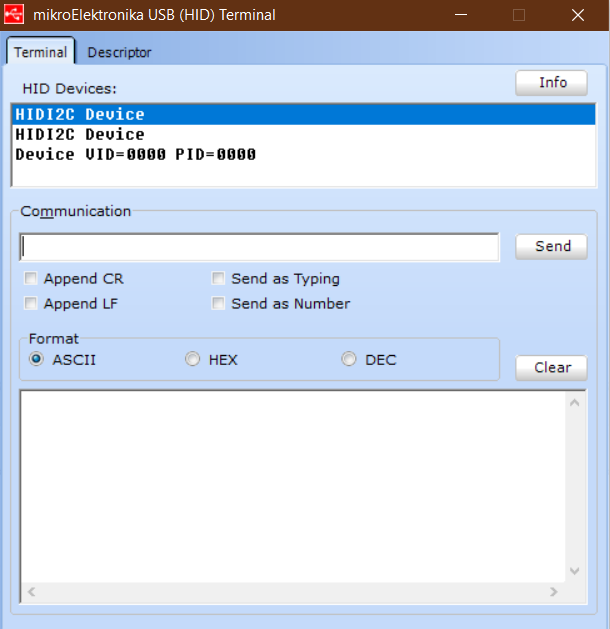 mikroElektronika USB (HID) Terminal
Terminal Descriptor
HID Devices: Info
HIDI2C Device
HIDI2C Device
Device VID=0000 PID=0000
Communication
Send
Append CR Send as Typing
Append LF Send as Number
Format
ASCII HEX DEC
Clear